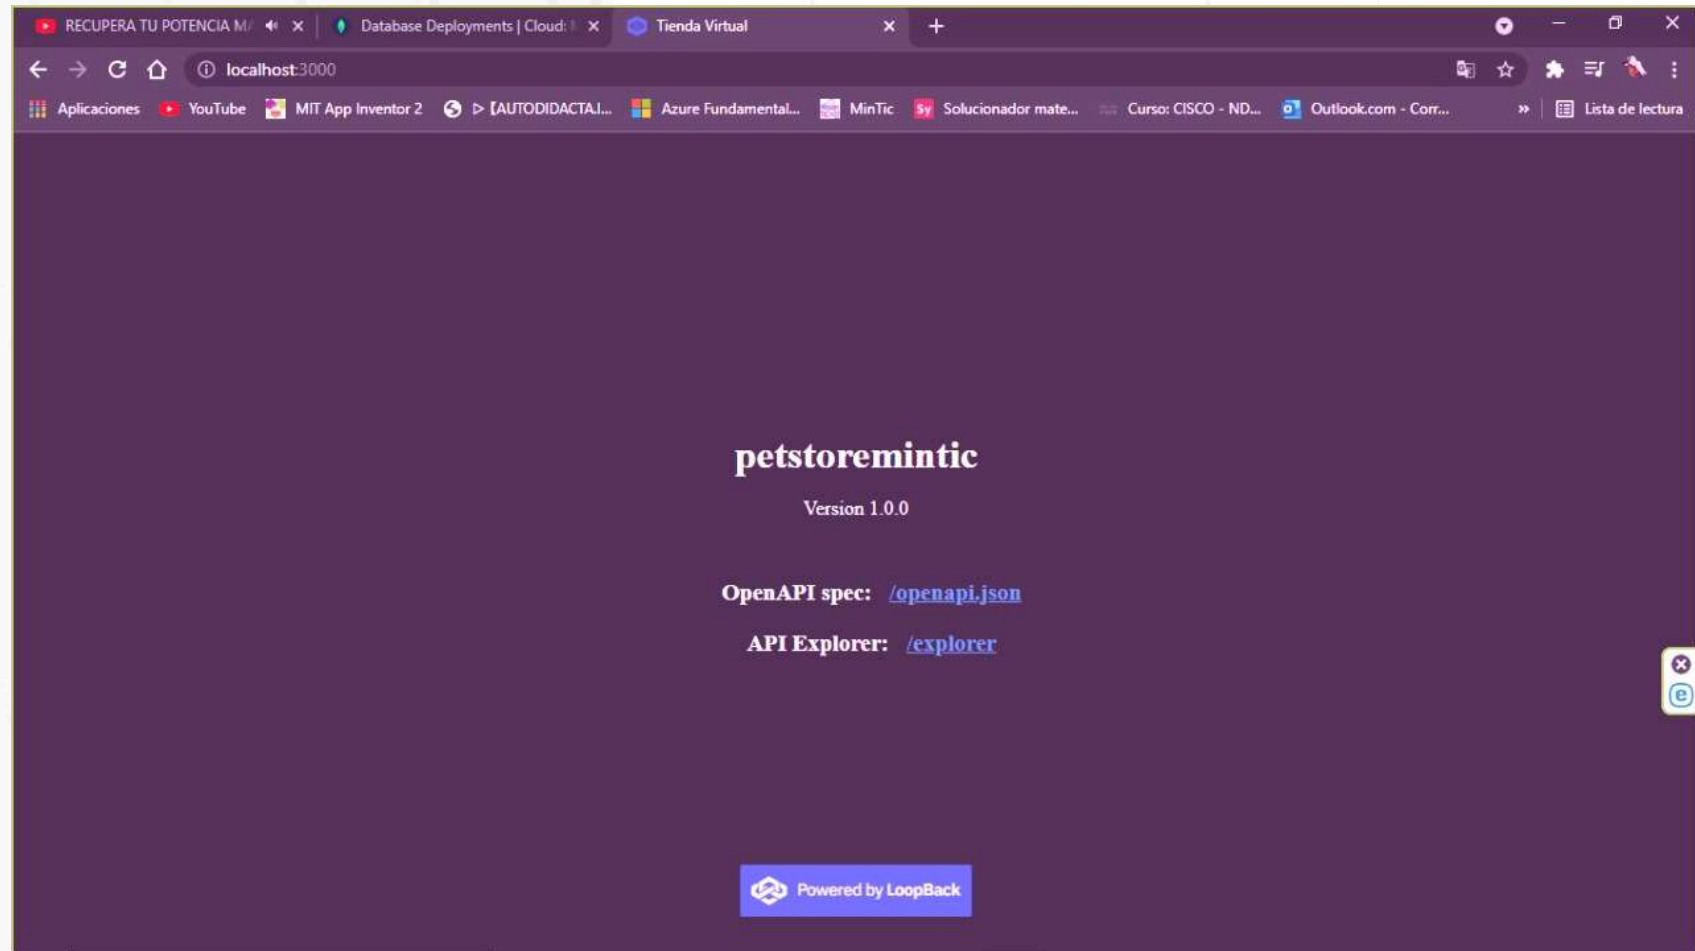 RECUPERA TU POTENCIA MA
Database Deployments | Cloud:
Tienda Virtual
localhost:3000
Aplicaciones YouTube MIT App Inventor 2 ▷【AUTODIDACTA.I... Azure Fundamental... MinTic Sy Solucionador mate... Curso: CISCO - ND... Outlook.com - Corr... » Lista de lectura
petstoremintic
Version 1.0.0
OpenAPI spec: /openapi.json
API Explorer: /explorer
Powered by LoopBack